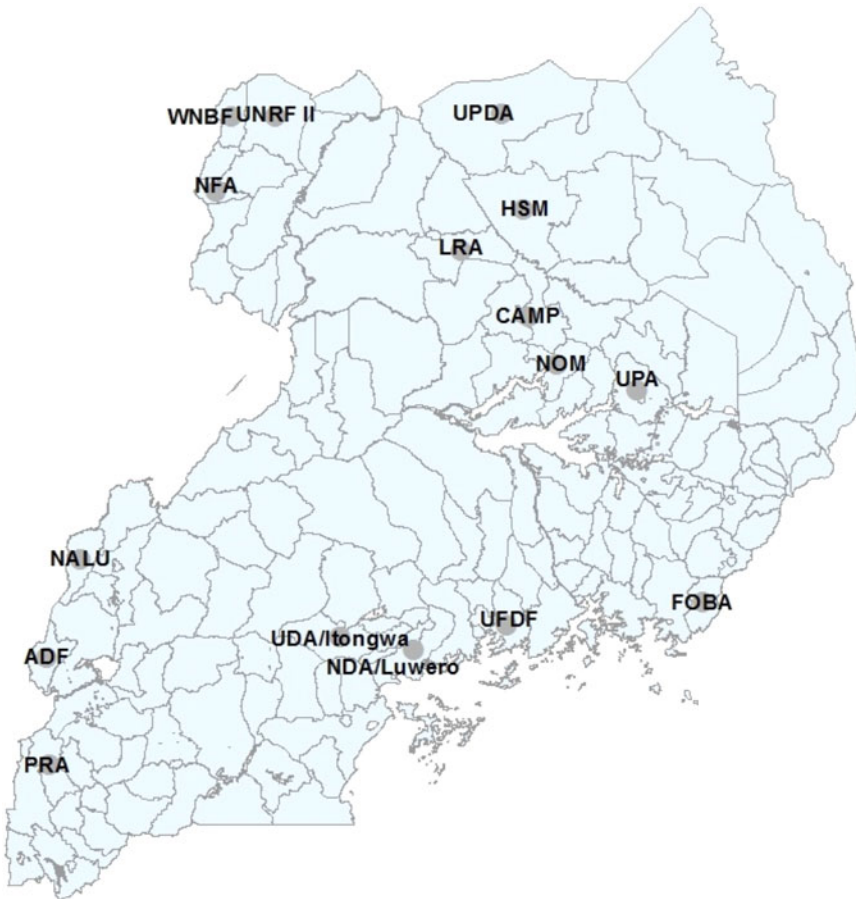 WNBF UNRF II UPDA
NFA
HSM
LRA
CAMP
NOM
UPA
NALU
FOBA
UFDF
UDA/Itongwa
ADF
NDA/Luwero
PRA